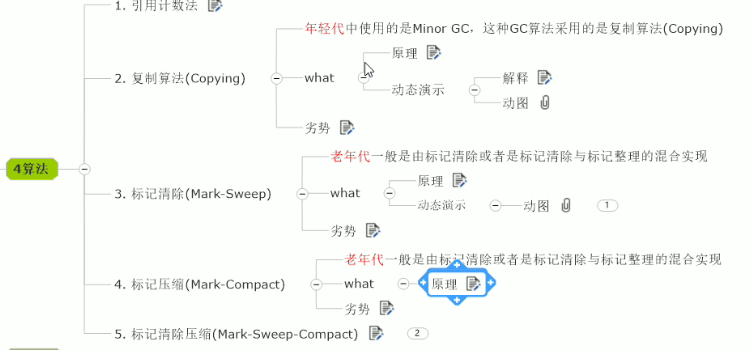 1. 引用计数法
年轻代中使用的是Minor GC，这种GC算法采用的是复制算法(Copying)
原理
2. 复制算法(Copying)
what
解释
动态演示
动图
劣势
老年代一般是由标记清除或者是标记清除与标记整理的混合实现
4算法
原理
3. 标记清除(Mark-Sweep)
what
动态演示
动图
1
劣势
老年代一般是由标记清除或者是标记清除与标记整理的混合实现
4. 标记压缩(Mark-Compact)
what
原理
劣势
5. 标记清除压缩(Mark-Sweep-Compact)
2